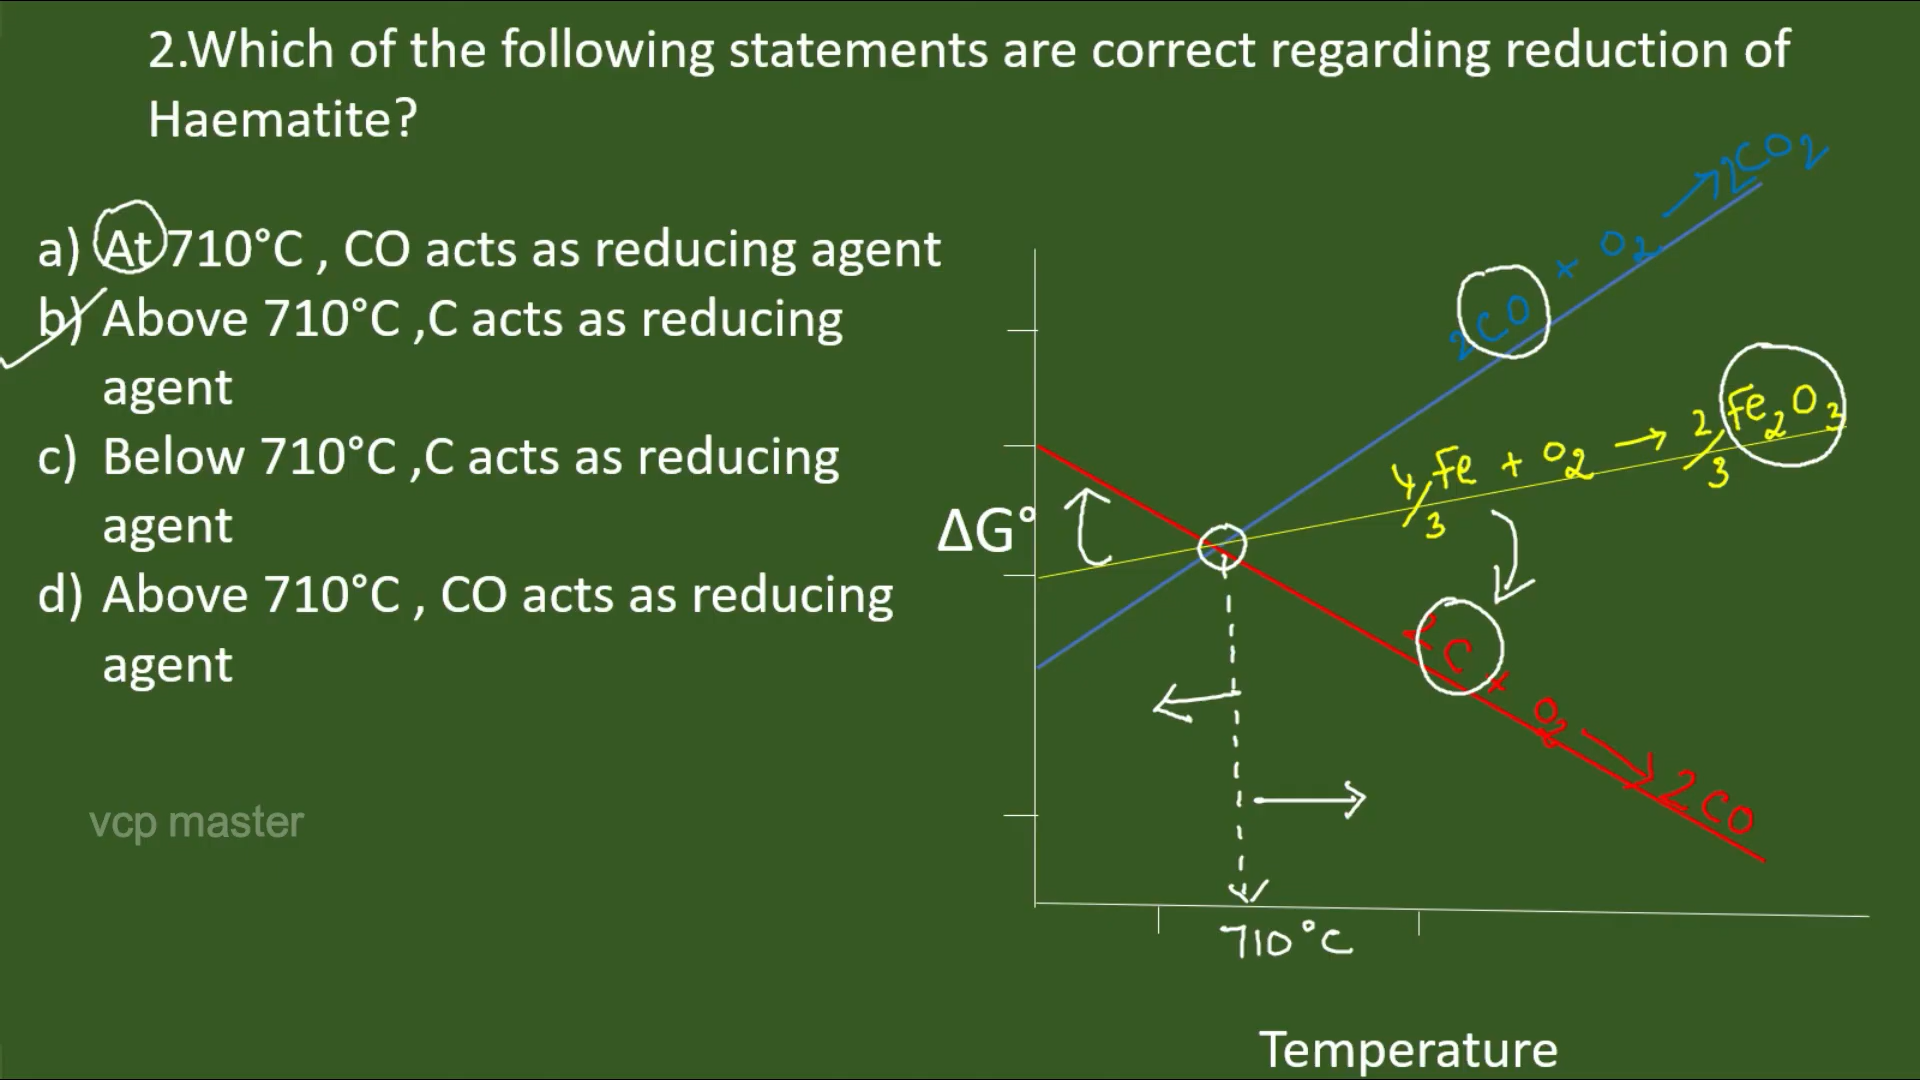 2.Which of the following statements are correct regarding reduction of
Haematite?
a) At 710°C , CO acts as reducing agent
b) Above 710°C ,C acts as reducing
agent
c) Below 710°C ,C acts as reducing
agent
d) Above 710°C , CO acts as reducing
agent
2CO + O2 → 2CO2
4/3 Fe + O2 → 2/3 Fe2O3
ΔG°
2C + O2 → 2CO
710°C
Temperature
vcp master